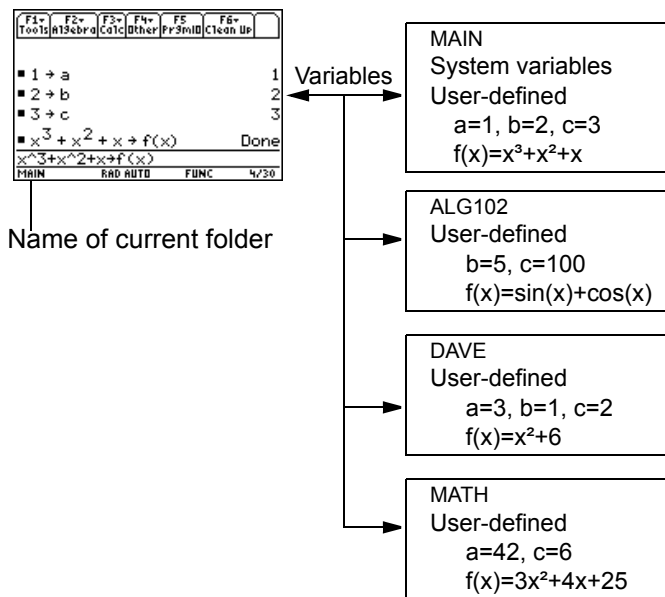 F1▾ F2▾ F3▾ F4▾ F5 F6▾
Tools Algebra Calc Other PrgmIO Clean Up
▪ 1 → a 1
▪ 2 → b 2
▪ 3 → c 3
▪ x³ + x² + x → f(x) Done
x^3+x^2+x→f(x)
MAIN RAD AUTO FUNC 4/30
Name of current folder
Variables
MAIN
System variables
User-defined
a=1, b=2, c=3
f(x)=x³+x²+x
ALG102
User-defined
b=5, c=100
f(x)=sin(x)+cos(x)
DAVE
User-defined
a=3, b=1, c=2
f(x)=x²+6
MATH
User-defined
a=42, c=6
f(x)=3x²+4x+25